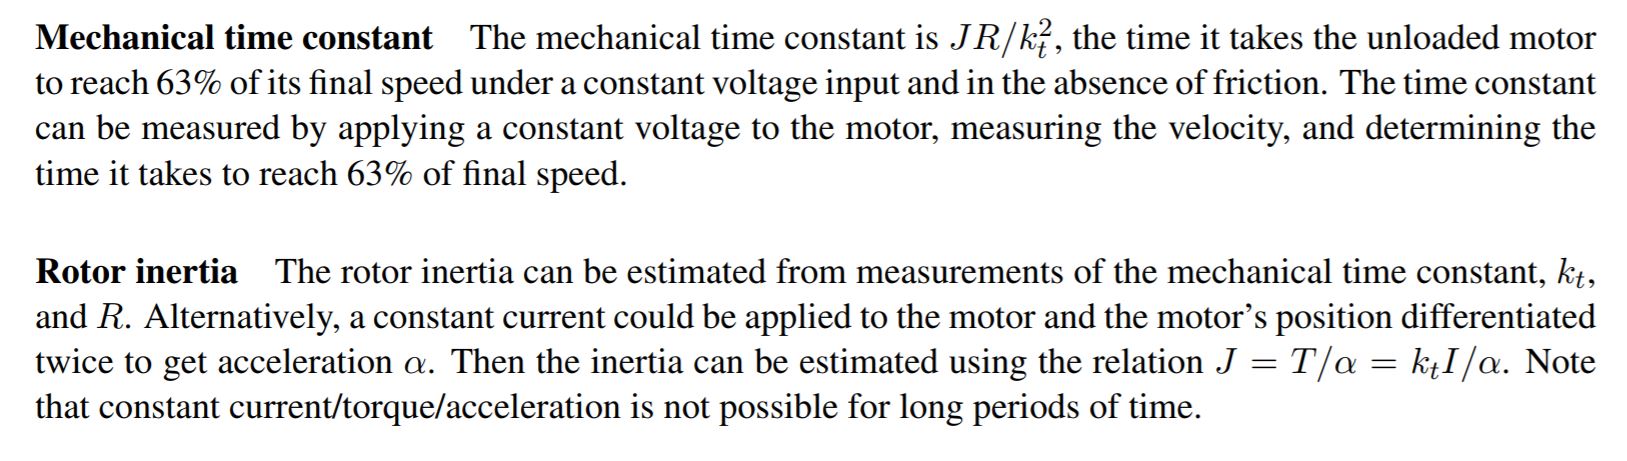 Mechanical time constant The mechanical time constant is JR/k_t^2, the time it takes the unloaded motor
to reach 63% of its final speed under a constant voltage input and in the absence of friction. The time constant
can be measured by applying a constant voltage to the motor, measuring the velocity, and determining the
time it takes to reach 63% of final speed.
Rotor inertia The rotor inertia can be estimated from measurements of the mechanical time constant, k_t,
and R. Alternatively, a constant current could be applied to the motor and the motor's position differentiated
twice to get acceleration α. Then the inertia can be estimated using the relation J = T/α = k_tI/α. Note
that constant current/torque/acceleration is not possible for long periods of time.